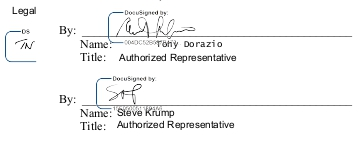 Legal
DS
TN
DocuSigned by:
By:
Name: Tony Dorazio
Title: Authorized Representative
DocuSigned by:
By:
Name: Steve Krump
Title: Authorized Representative